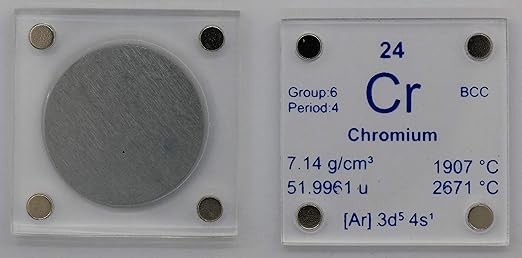 24
Group:6 Cr BCC
Period:4
Chromium
7.14 g/cm³ 1907 °C
51.9961 u 2671 °C
[Ar] 3d⁵ 4s¹